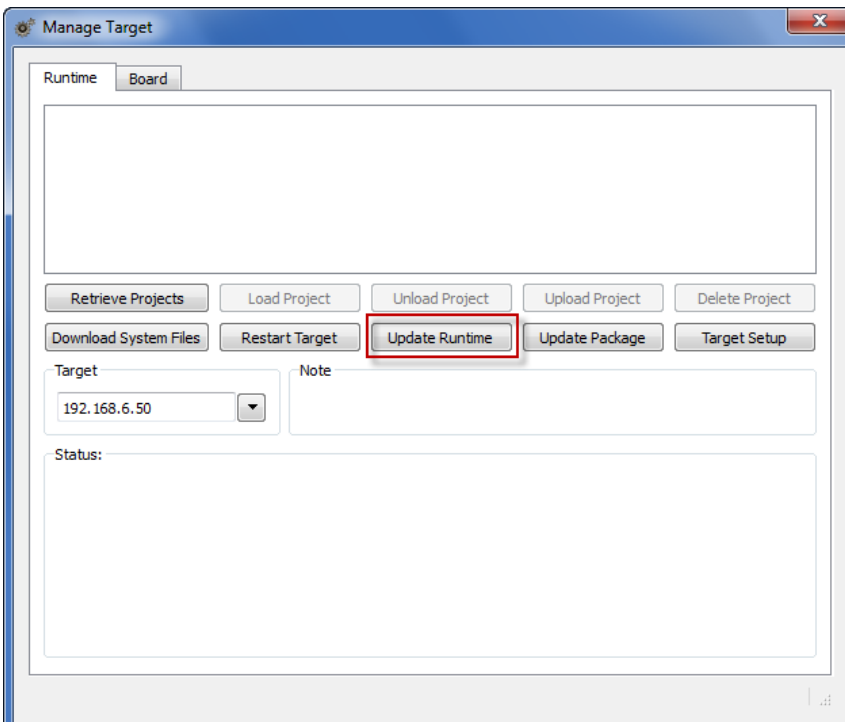 Manage Target
Runtime Board
Retrieve Projects Load Project Unload Project Upload Project Delete Project
Download System Files Restart Target Update Runtime Update Package Target Setup
Target Note
192.168.6.50
Status: